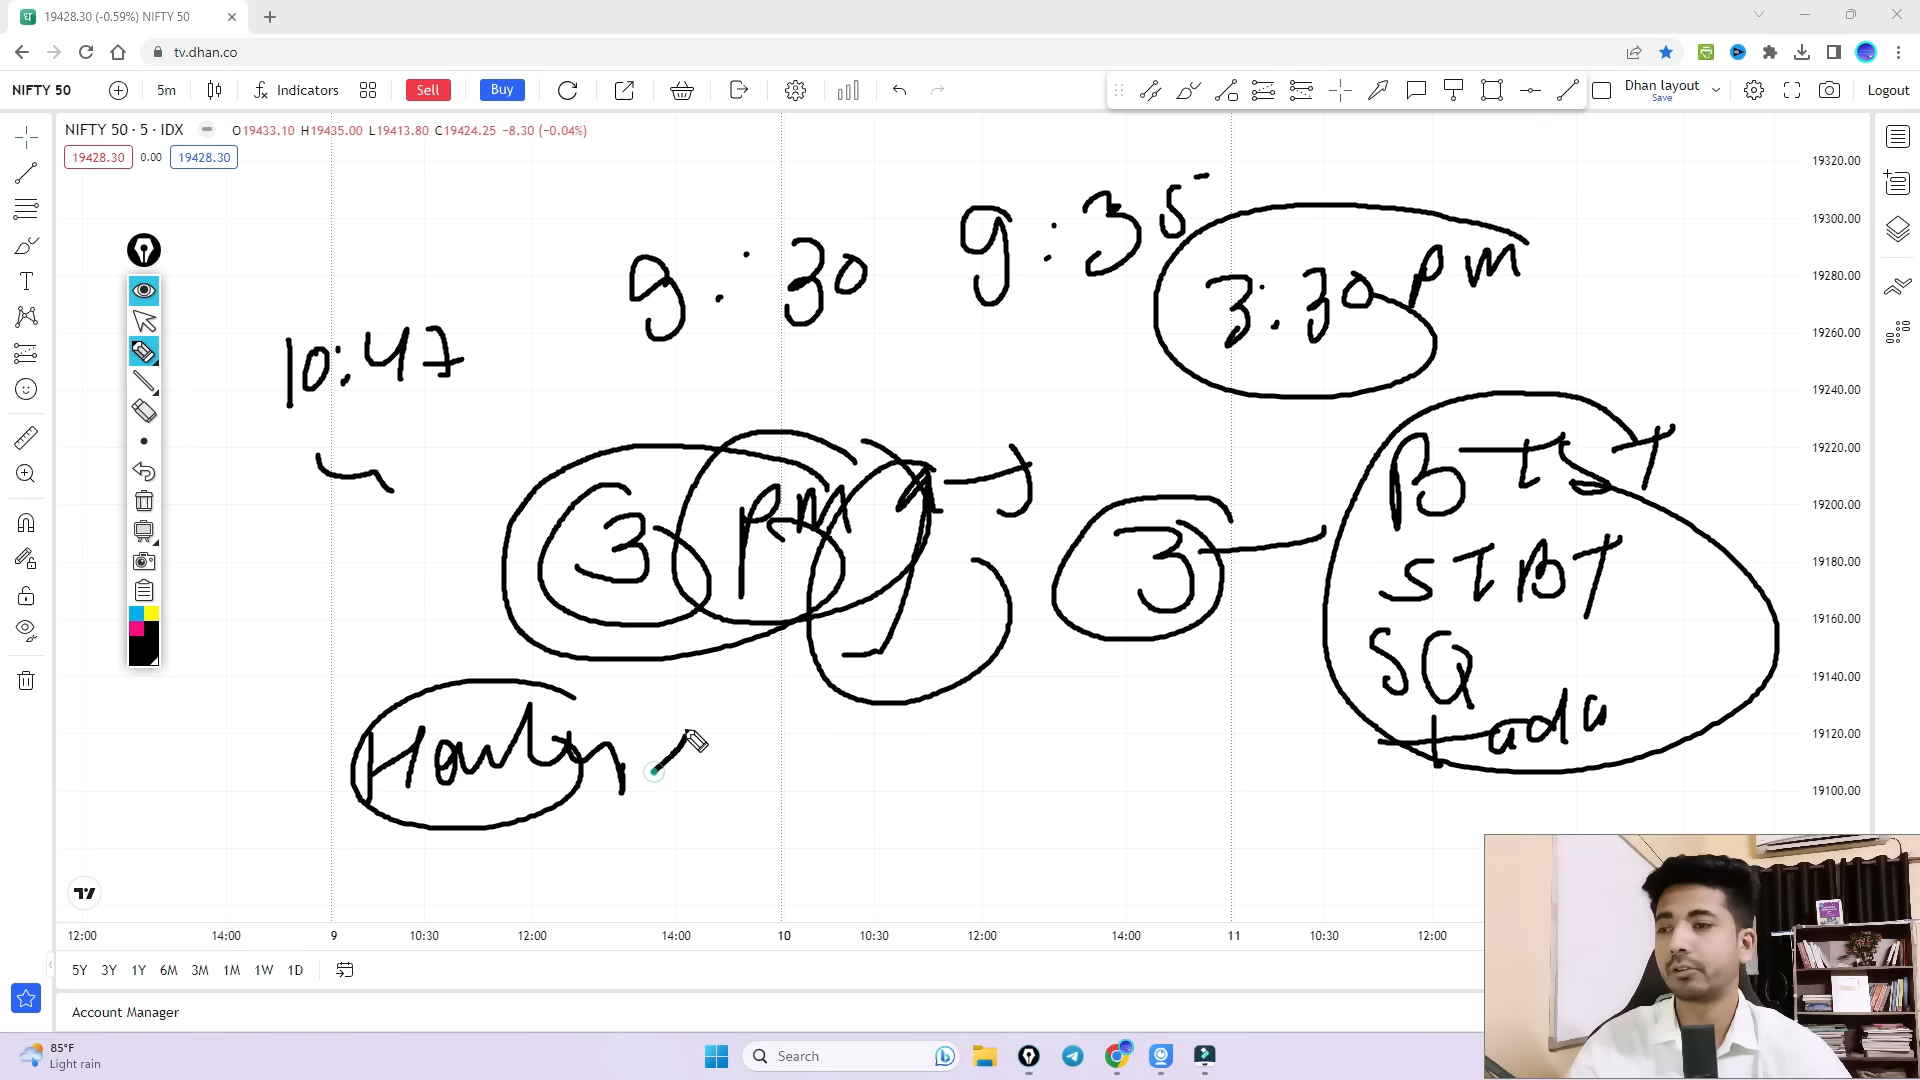 19428.30 (-0.59%) NIFTY 50
tv.dhan.co
NIFTY 50
5m
Indicators
Sell
Buy
Dhan layout
Save
Logout
NIFTY 50 · 5 · IDX
O19433.10 H19435.00 L19413.80 C19424.25 -8.30 (-0.04%)
19428.30 0.00 19428.30
9:30
9:35
3:30 PM
10:47
3 PM
3
BTST
STBT
SQ
19320.00
19300.00
19280.00
19260.00
19240.00
19220.00
19200.00
19180.00
19160.00
19140.00
19120.00
19100.00
12:00 14:00 9 10:30 12:00 14:00 10 10:30 12:00 14:00 11 10:30 12:00
5Y 3Y 1Y 6M 3M 1M 1W 1D
Account Manager
85°F
Light rain
Search